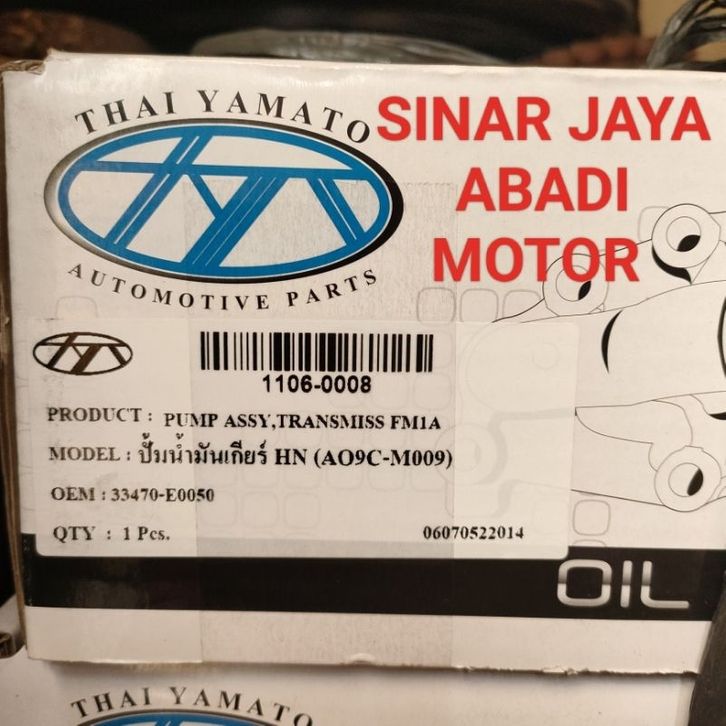 THAI YAMATO
AUTOMOTIVE PARTS
SINAR JAYA
ABADI
MOTOR
1106-0008
PRODUCT : PUMP ASSY,TRANSMISS FM1A
MODEL : ปั้มน้ำมันเกียร์ HN (AO9C-M009)
OEM : 33470-E0050
QTY : 1 Pcs. 06070522014
OIL
THAI YAMATO